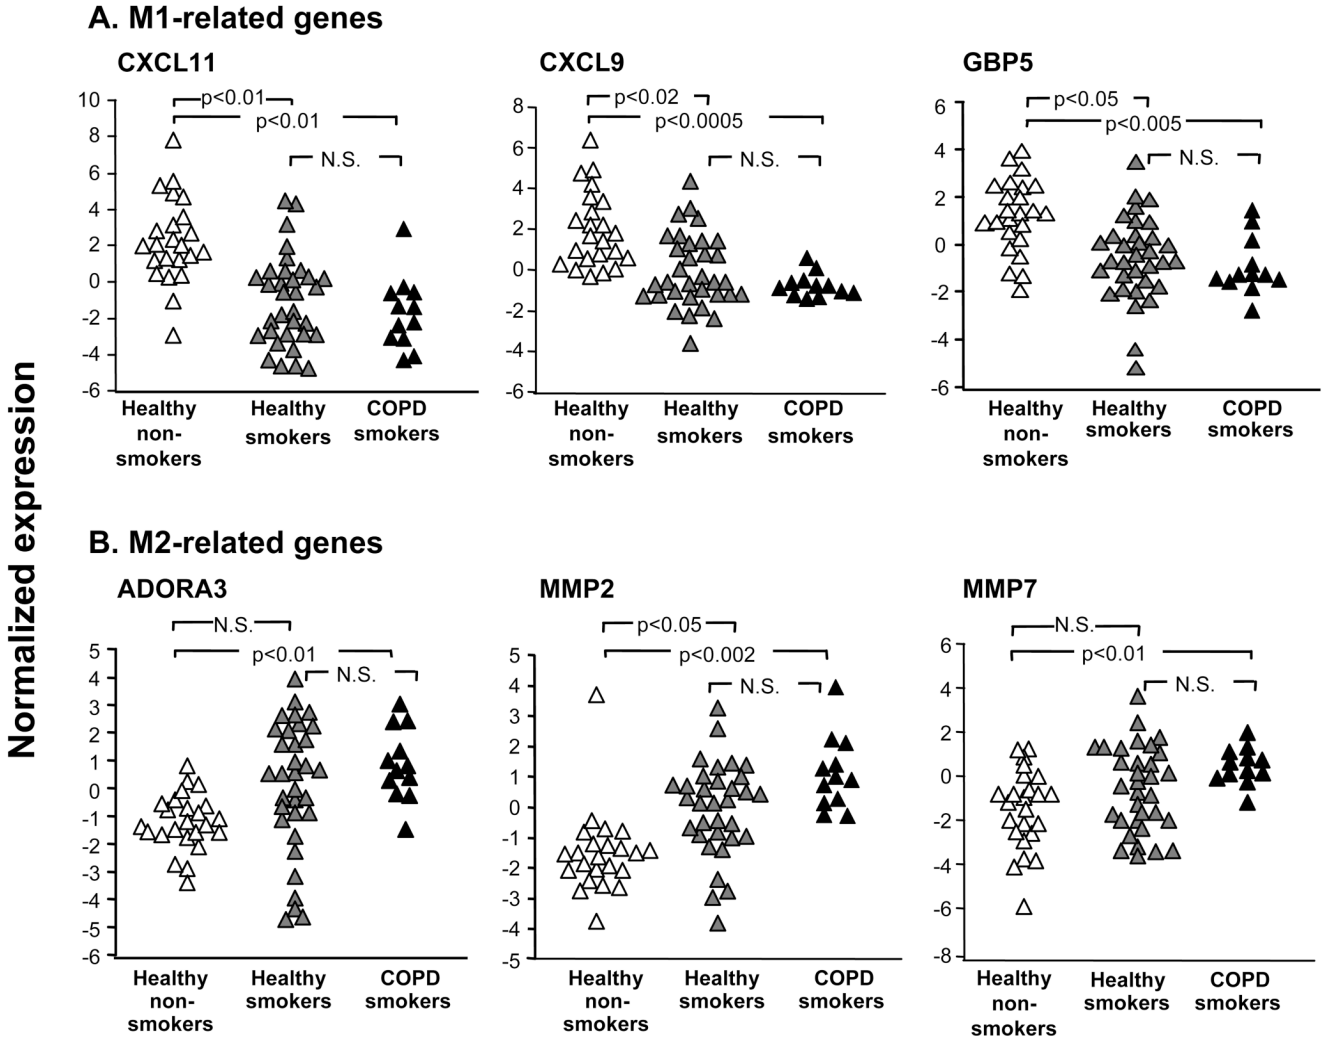 A. M1-related genes
CXCL11
CXCL9
GBP5
p<0.01
p<0.01
N.S.
10
8
6
4
2
0
-2
-4
-6
Healthy non-smokers
Healthy smokers
COPD smokers
p<0.02
p<0.0005
N.S.
8
6
4
2
0
-2
-4
-6
Healthy non-smokers
Healthy smokers
COPD smokers
p<0.05
p<0.005
N.S.
6
4
2
0
-2
-4
-6
Healthy non-smokers
Healthy smokers
COPD smokers
Normalized expression
B. M2-related genes
ADORA3
MMP2
MMP7
N.S.
p<0.01
N.S.
5
4
3
2
1
0
-1
-2
-3
-4
-5
-6
Healthy non-smokers
Healthy smokers
COPD smokers
p<0.05
p<0.002
N.S.
5
4
3
2
1
0
-1
-2
-3
-4
-5
Healthy non-smokers
Healthy smokers
COPD smokers
N.S.
p<0.01
N.S.
6
4
2
0
-2
-4
-6
-8
Healthy non-smokers
Healthy smokers
COPD smokers